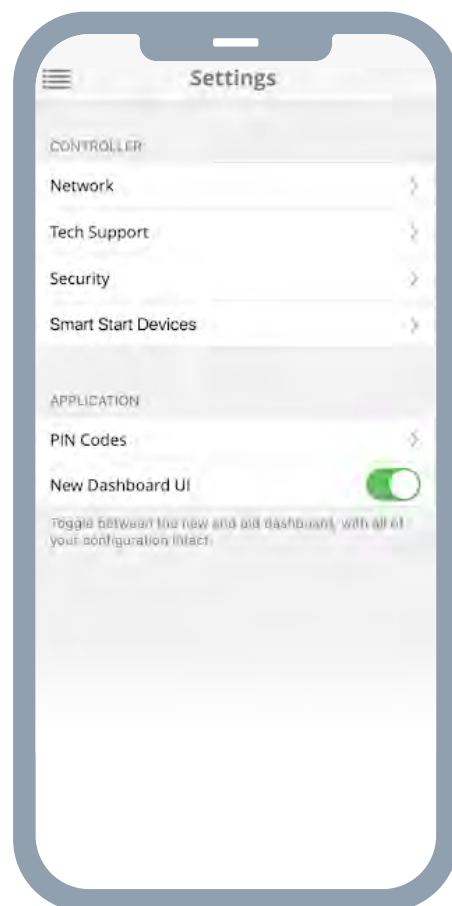 Settings
CONTROLLER
Network
Tech Support
Security
Smart Start Devices
APPLICATION
PIN Codes
New Dashboard UI
Toggle between the new and old dashboard, with all of
your configuration intact.